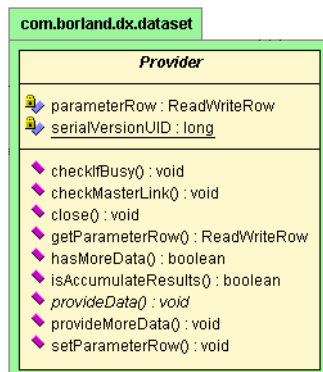 com.borland.dx.dataset
Provider
parameterRow : ReadWriteRow
serialVersionUID : long
checkIfBusy() : void
checkMasterLink() : void
close() : void
getParameterRow() : ReadWriteRow
hasMoreData() : boolean
isAccumulateResults() : boolean
provideData() : void
provideMoreData() : void
setParameterRow() : void